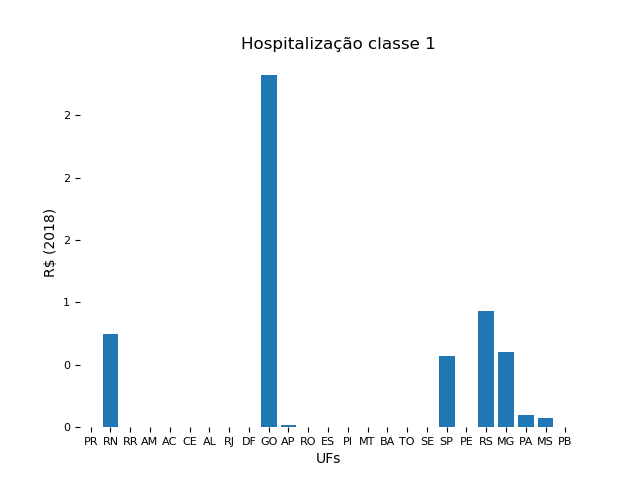 Hospitalização classe 1
R$ (2018)
2
2
2
1
0
0
PR RN RR AM AC CE AL RJ DF GO AP RO ES PI MT BA TO SE SP PE RS MG PA MS PB
UFs